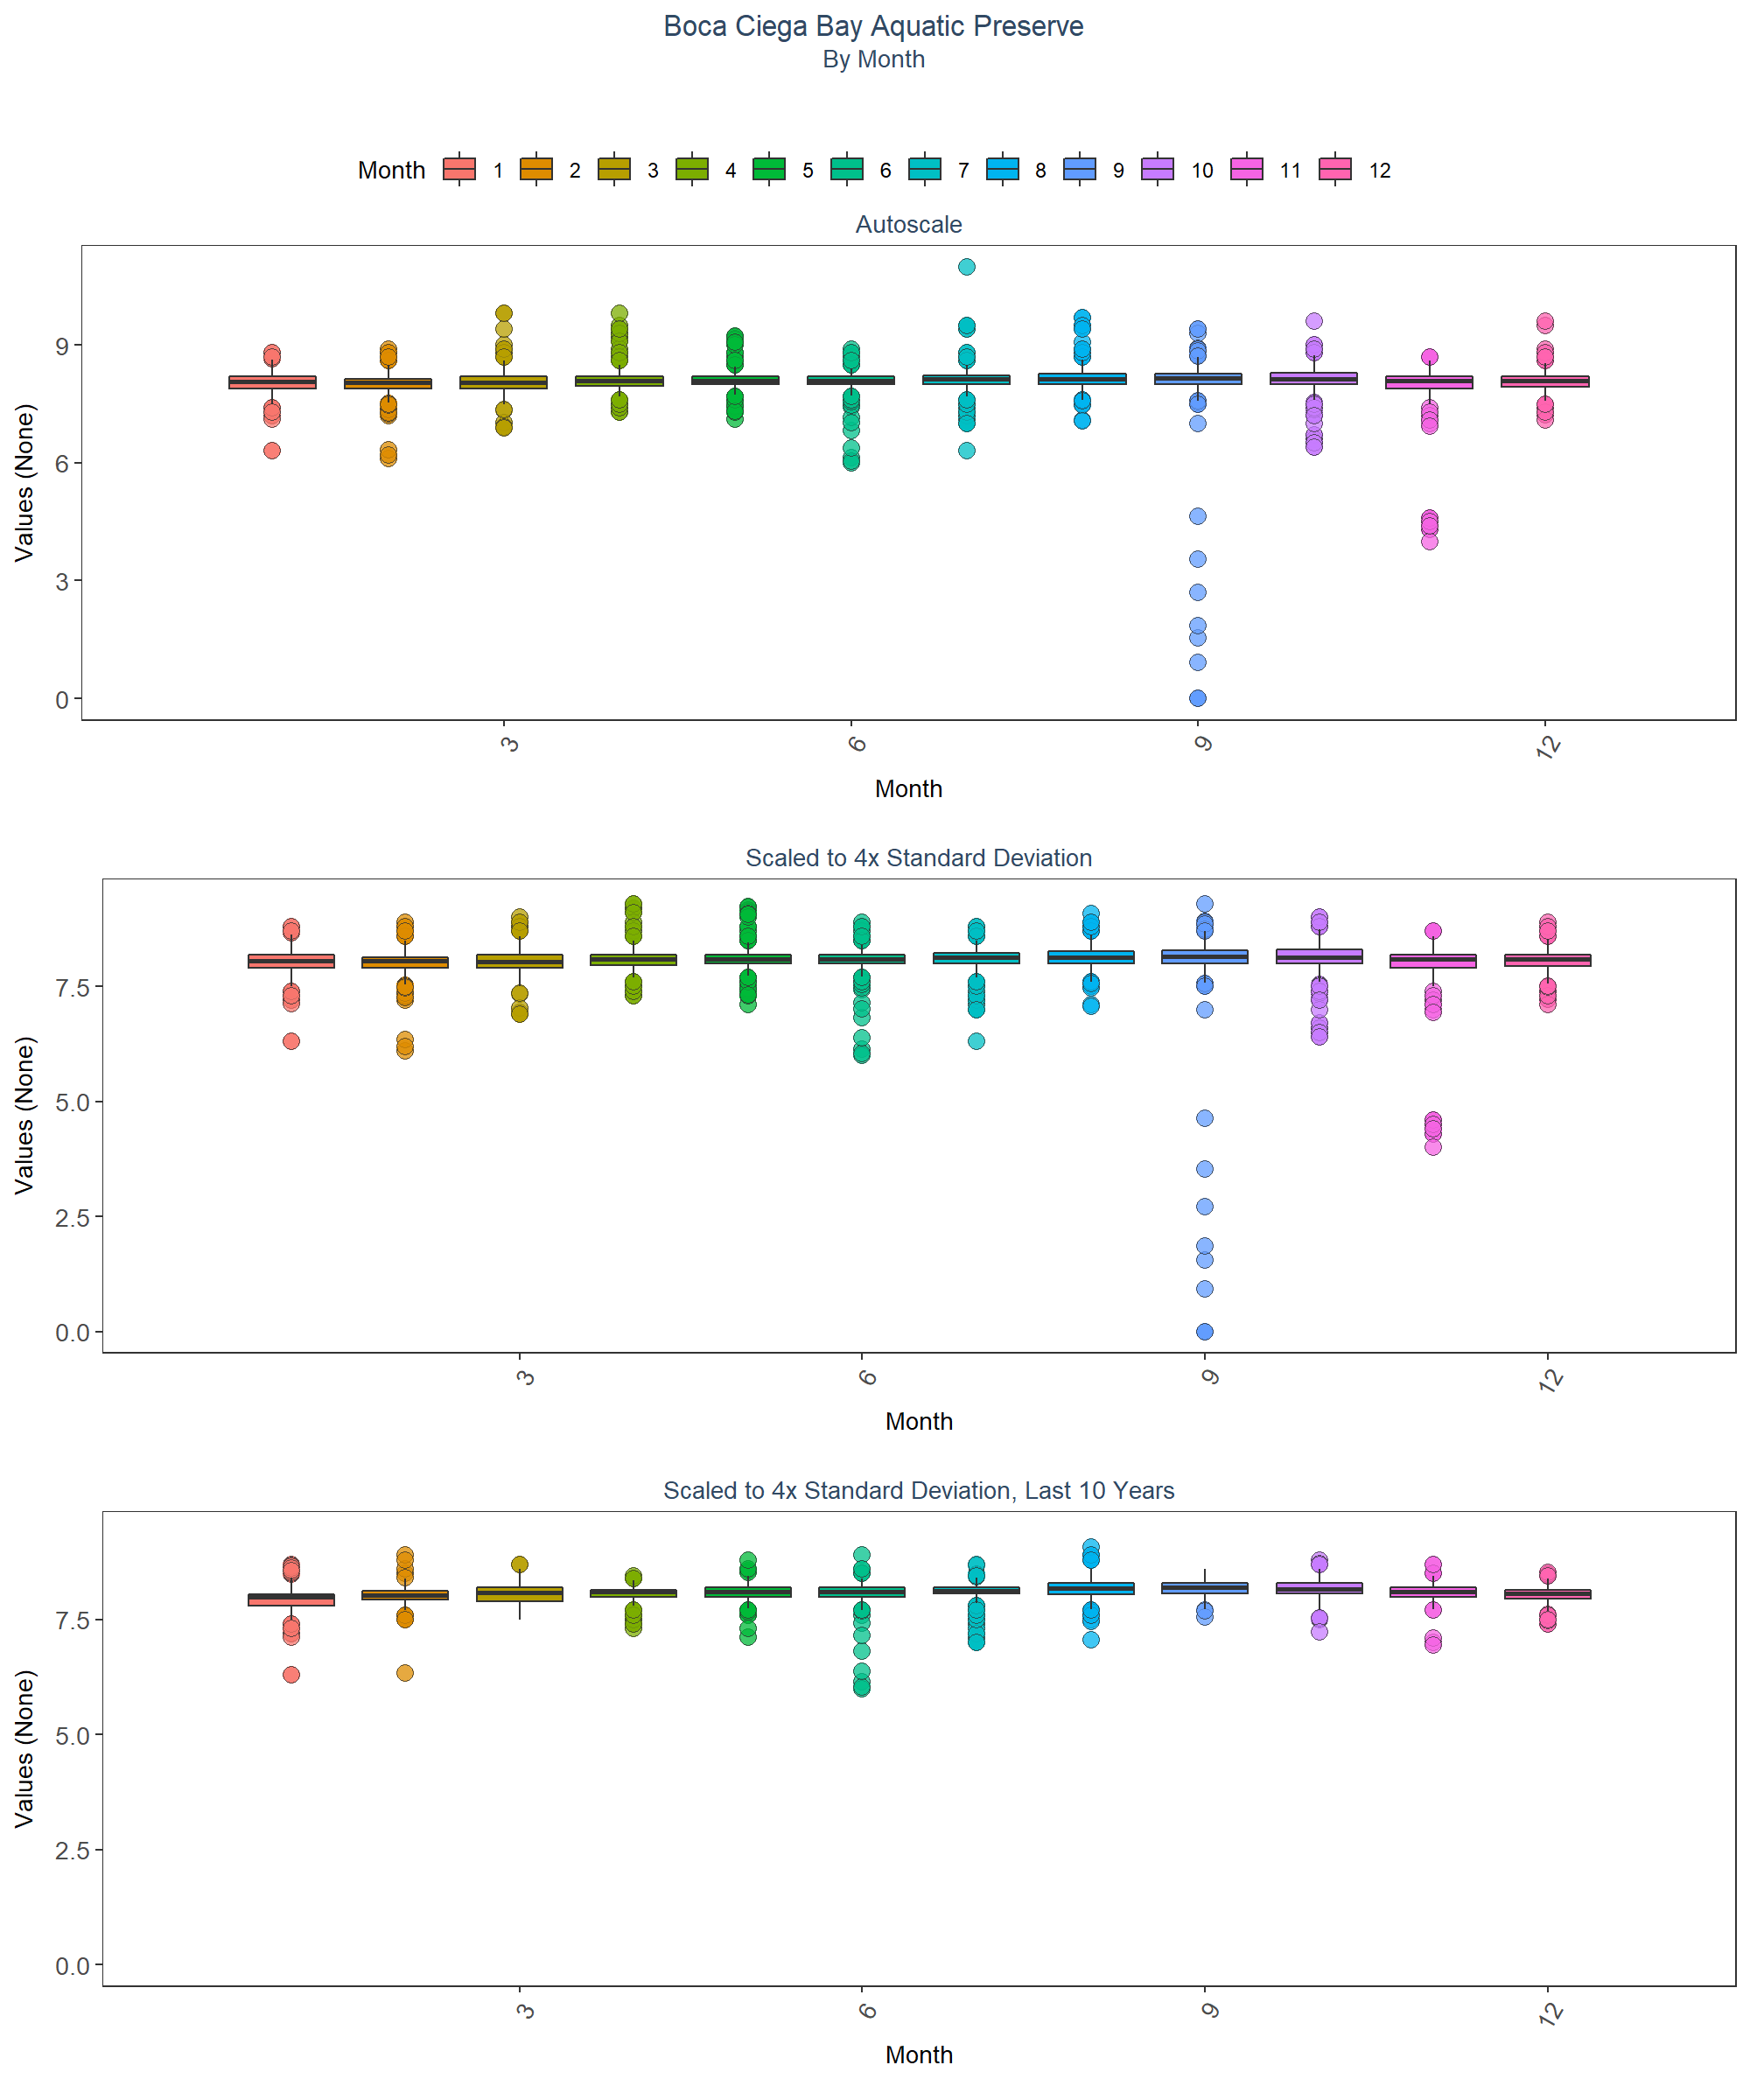 Boca Ciega Bay Aquatic Preserve
By Month
Month 1 2 3 4 5 6 7 8 9 10 11 12
Autoscale
Values (None)
9
6
3
0
3 6 9 12
Month
Scaled to 4x Standard Deviation
Values (None)
7.5
5.0
2.5
0.0
3 6 9 12
Month
Scaled to 4x Standard Deviation, Last 10 Years
Values (None)
7.5
5.0
2.5
0.0
3 6 9 12
Month